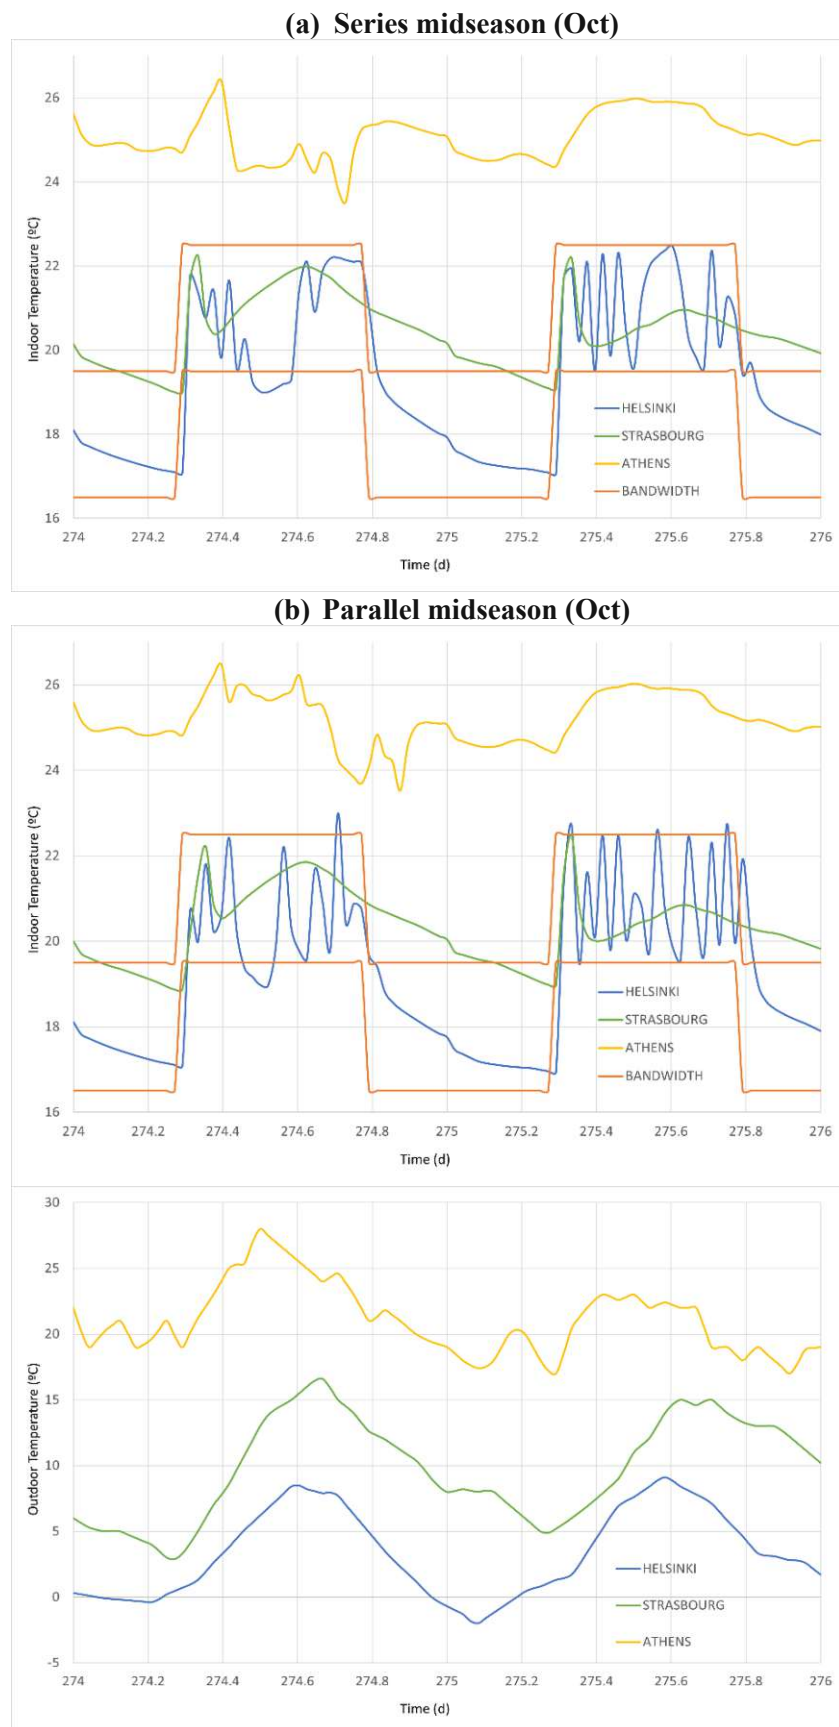 (a) Series midseason (Oct)
Indoor Temperature (ºC)
26
24
22
20
18
16
HELSINKI
STRASBOURG
ATHENS
BANDWIDTH
274 274.2 274.4 274.6 274.8 275 275.2 275.4 275.6 275.8 276
Time (d)
(b) Parallel midseason (Oct)
Indoor Temperature (ºC)
26
24
22
20
18
16
HELSINKI
STRASBOURG
ATHENS
BANDWIDTH
274 274.2 274.4 274.6 274.8 275 275.2 275.4 275.6 275.8 276
Time (d)
Outdoor Temperature (ºC)
30
25
20
15
10
5
0
-5
HELSINKI
STRASBOURG
ATHENS
274 274.2 274.4 274.6 274.8 275 275.2 275.4 275.6 275.8 276
Time (d)